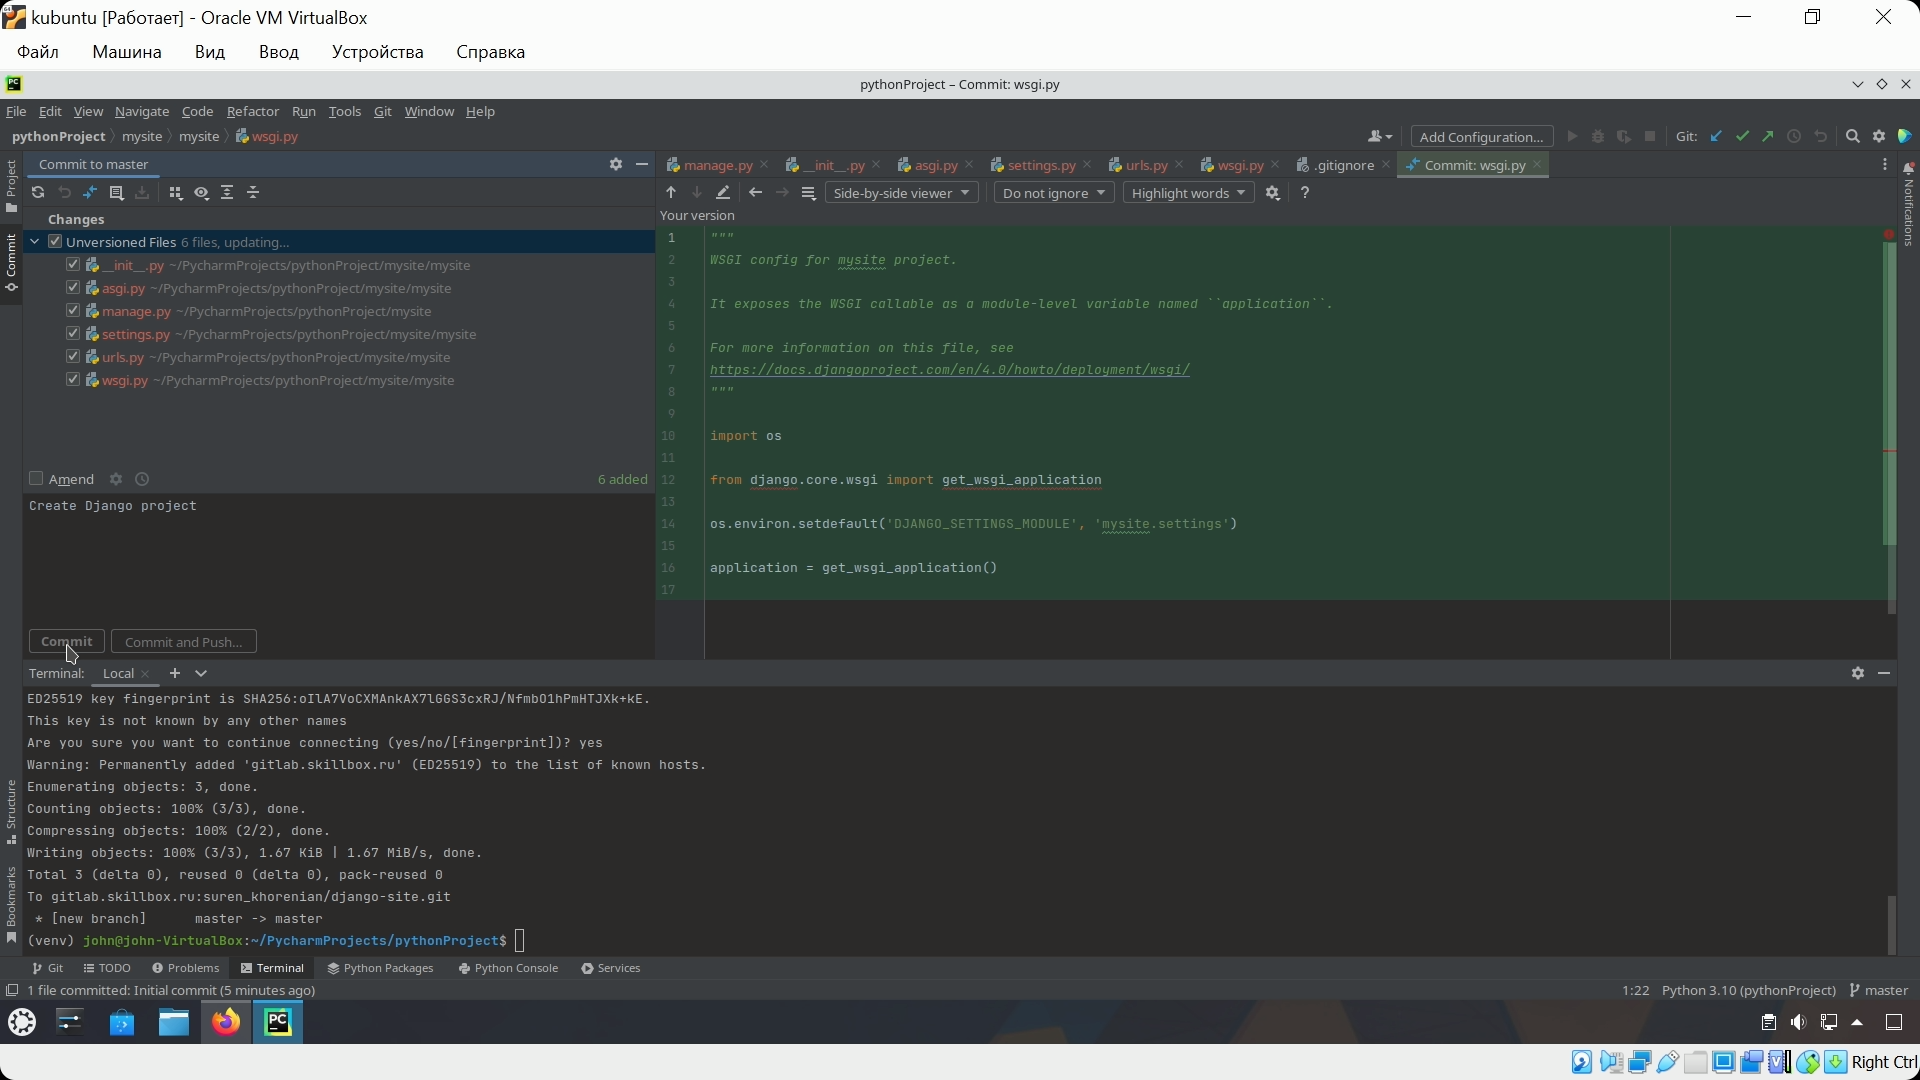 kubuntu [Работает] - Oracle VM VirtualBox
Файл Машина Вид Ввод Устройства Справка
pythonProject – Commit: wsgi.py
File Edit View Navigate Code Refactor Run Tools Git Window Help
pythonProject mysite mysite wsgi.py Add Configuration... Git:
Commit to master
manage.py __init__.py asgi.py settings.py urls.py wsgi.py .gitignore Commit: wsgi.py
Side-by-side viewer Do not ignore Highlight words ?
Project
Commit
Structure
Bookmarks
Notifications
Changes
Unversioned Files 6 files, updating...
__init__.py ~/PycharmProjects/pythonProject/mysite/mysite
asgi.py ~/PycharmProjects/pythonProject/mysite/mysite
manage.py ~/PycharmProjects/pythonProject/mysite
settings.py ~/PycharmProjects/pythonProject/mysite/mysite
urls.py ~/PycharmProjects/pythonProject/mysite/mysite
wsgi.py ~/PycharmProjects/pythonProject/mysite/mysite
Amend 6 added
Create Django project
Commit Commit and Push...
Your version
1 """
2 WSGI config for mysite project.
3
4 It exposes the WSGI callable as a module-level variable named ``application``.
5
6 For more information on this file, see
7 https://docs.djangoproject.com/en/4.0/howto/deployment/wsgi/
8 """
9
10 import os
11
12 from django.core.wsgi import get_wsgi_application
13
14 os.environ.setdefault('DJANGO_SETTINGS_MODULE', 'mysite.settings')
15
16 application = get_wsgi_application()
17
Terminal: Local
ED25519 key fingerprint is SHA256:oIlA7VoCXMAnkAX7lGGS3cxRJ/NfmbO1hPmHTJXk+kE.
This key is not known by any other names
Are you sure you want to continue connecting (yes/no/[fingerprint])? yes
Warning: Permanently added 'gitlab.skillbox.ru' (ED25519) to the list of known hosts.
Enumerating objects: 3, done.
Counting objects: 100% (3/3), done.
Compressing objects: 100% (2/2), done.
Writing objects: 100% (3/3), 1.67 KiB | 1.67 MiB/s, done.
Total 3 (delta 0), reused 0 (delta 0), pack-reused 0
To gitlab.skillbox.ru:suren_khorenian/django-site.git
* [new branch] master -> master
(venv) john@john-VirtualBox:~/PycharmProjects/pythonProject$
Git TODO Problems Terminal Python Packages Python Console Services
1 file committed: Initial commit (5 minutes ago) 1:22 Python 3.10 (pythonProject) master
Right Ctrl